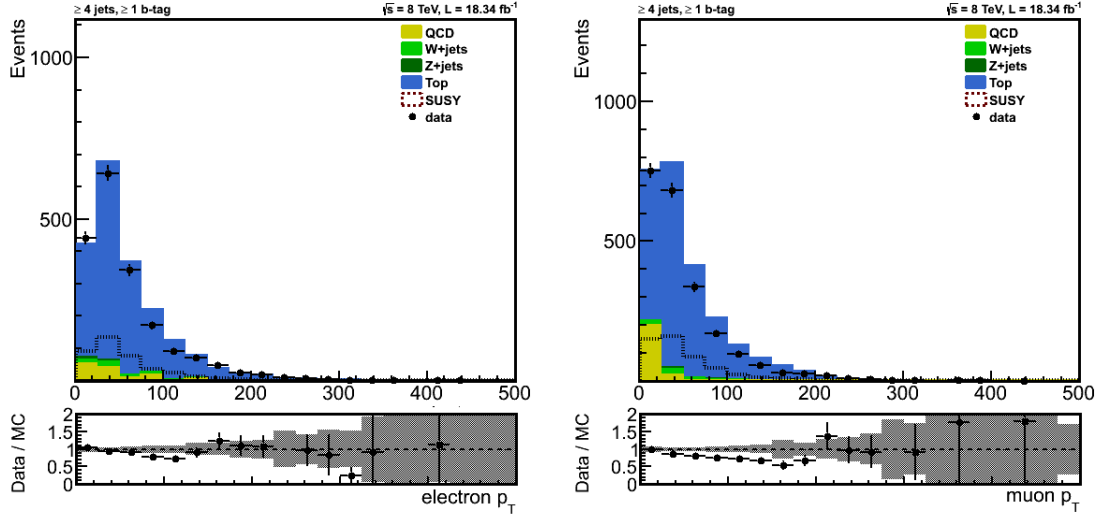 ≥ 4 jets, ≥ 1 b-tag
√s = 8 TeV, L = 18.34 fb⁻¹
Events
1000
500
0
QCD
W+jets
Z+jets
Top
SUSY
data
0 100 200 300 400 500
Data / MC
2
1.5
1
0.5
0
electron p_T
≥ 4 jets, ≥ 1 b-tag
√s = 8 TeV, L = 18.34 fb⁻¹
Events
1000
500
0
QCD
W+jets
Z+jets
Top
SUSY
data
0 100 200 300 400 500
Data / MC
2
1.5
1
0.5
0
muon p_T